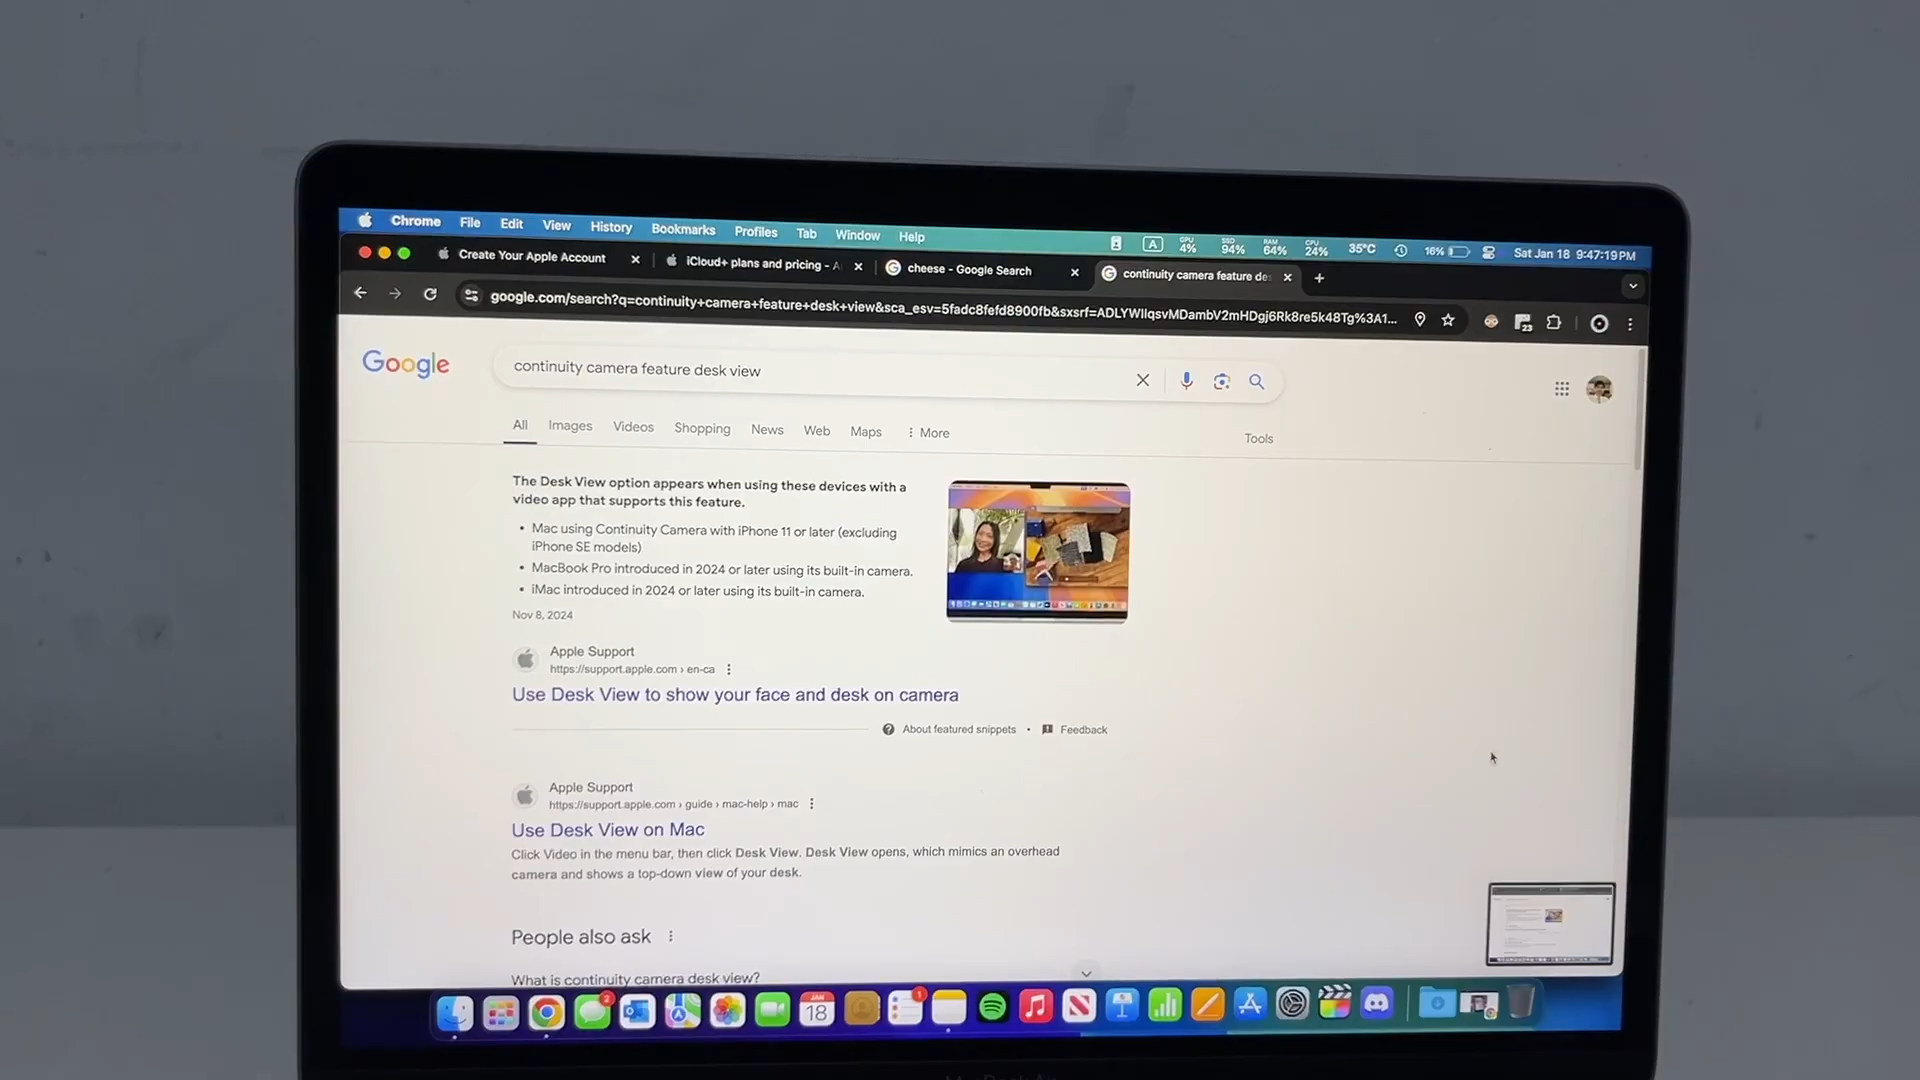 Chrome File Edit View History Bookmarks Profiles Tab Window Help
A GPU 4% SSD 94% RAM 64% CPU 24% 35°C 16% Sat Jan 18 9:47:19 PM
Create Your Apple Account iCloud+ plans and pricing - A cheese - Google Search continuity camera feature de
google.com/search?q=continuity+camera+feature+desk+view&sca_esv=5fadc8fefd8900fb&sxsrf=ADLYWIIqsvMDambV2mHDgj6Rk8re5k48Tg%3A1...
23
Google
continuity camera feature desk view
All Images Videos Shopping News Web Maps More
Tools
The Desk View option appears when using these devices with a
video app that supports this feature.
• Mac using Continuity Camera with iPhone 11 or later (excluding
iPhone SE models)
• MacBook Pro introduced in 2024 or later using its built-in camera.
• iMac introduced in 2024 or later using its built-in camera.
Nov 8, 2024
Apple Support
https://support.apple.com › en-ca
Use Desk View to show your face and desk on camera
About featured snippets • Feedback
Apple Support
https://support.apple.com › guide › mac-help › mac
Use Desk View on Mac
Click Video in the menu bar, then click Desk View. Desk View opens, which mimics an overhead
camera and shows a top-down view of your desk.
People also ask
What is continuity camera desk view?
2
JAN
18
1